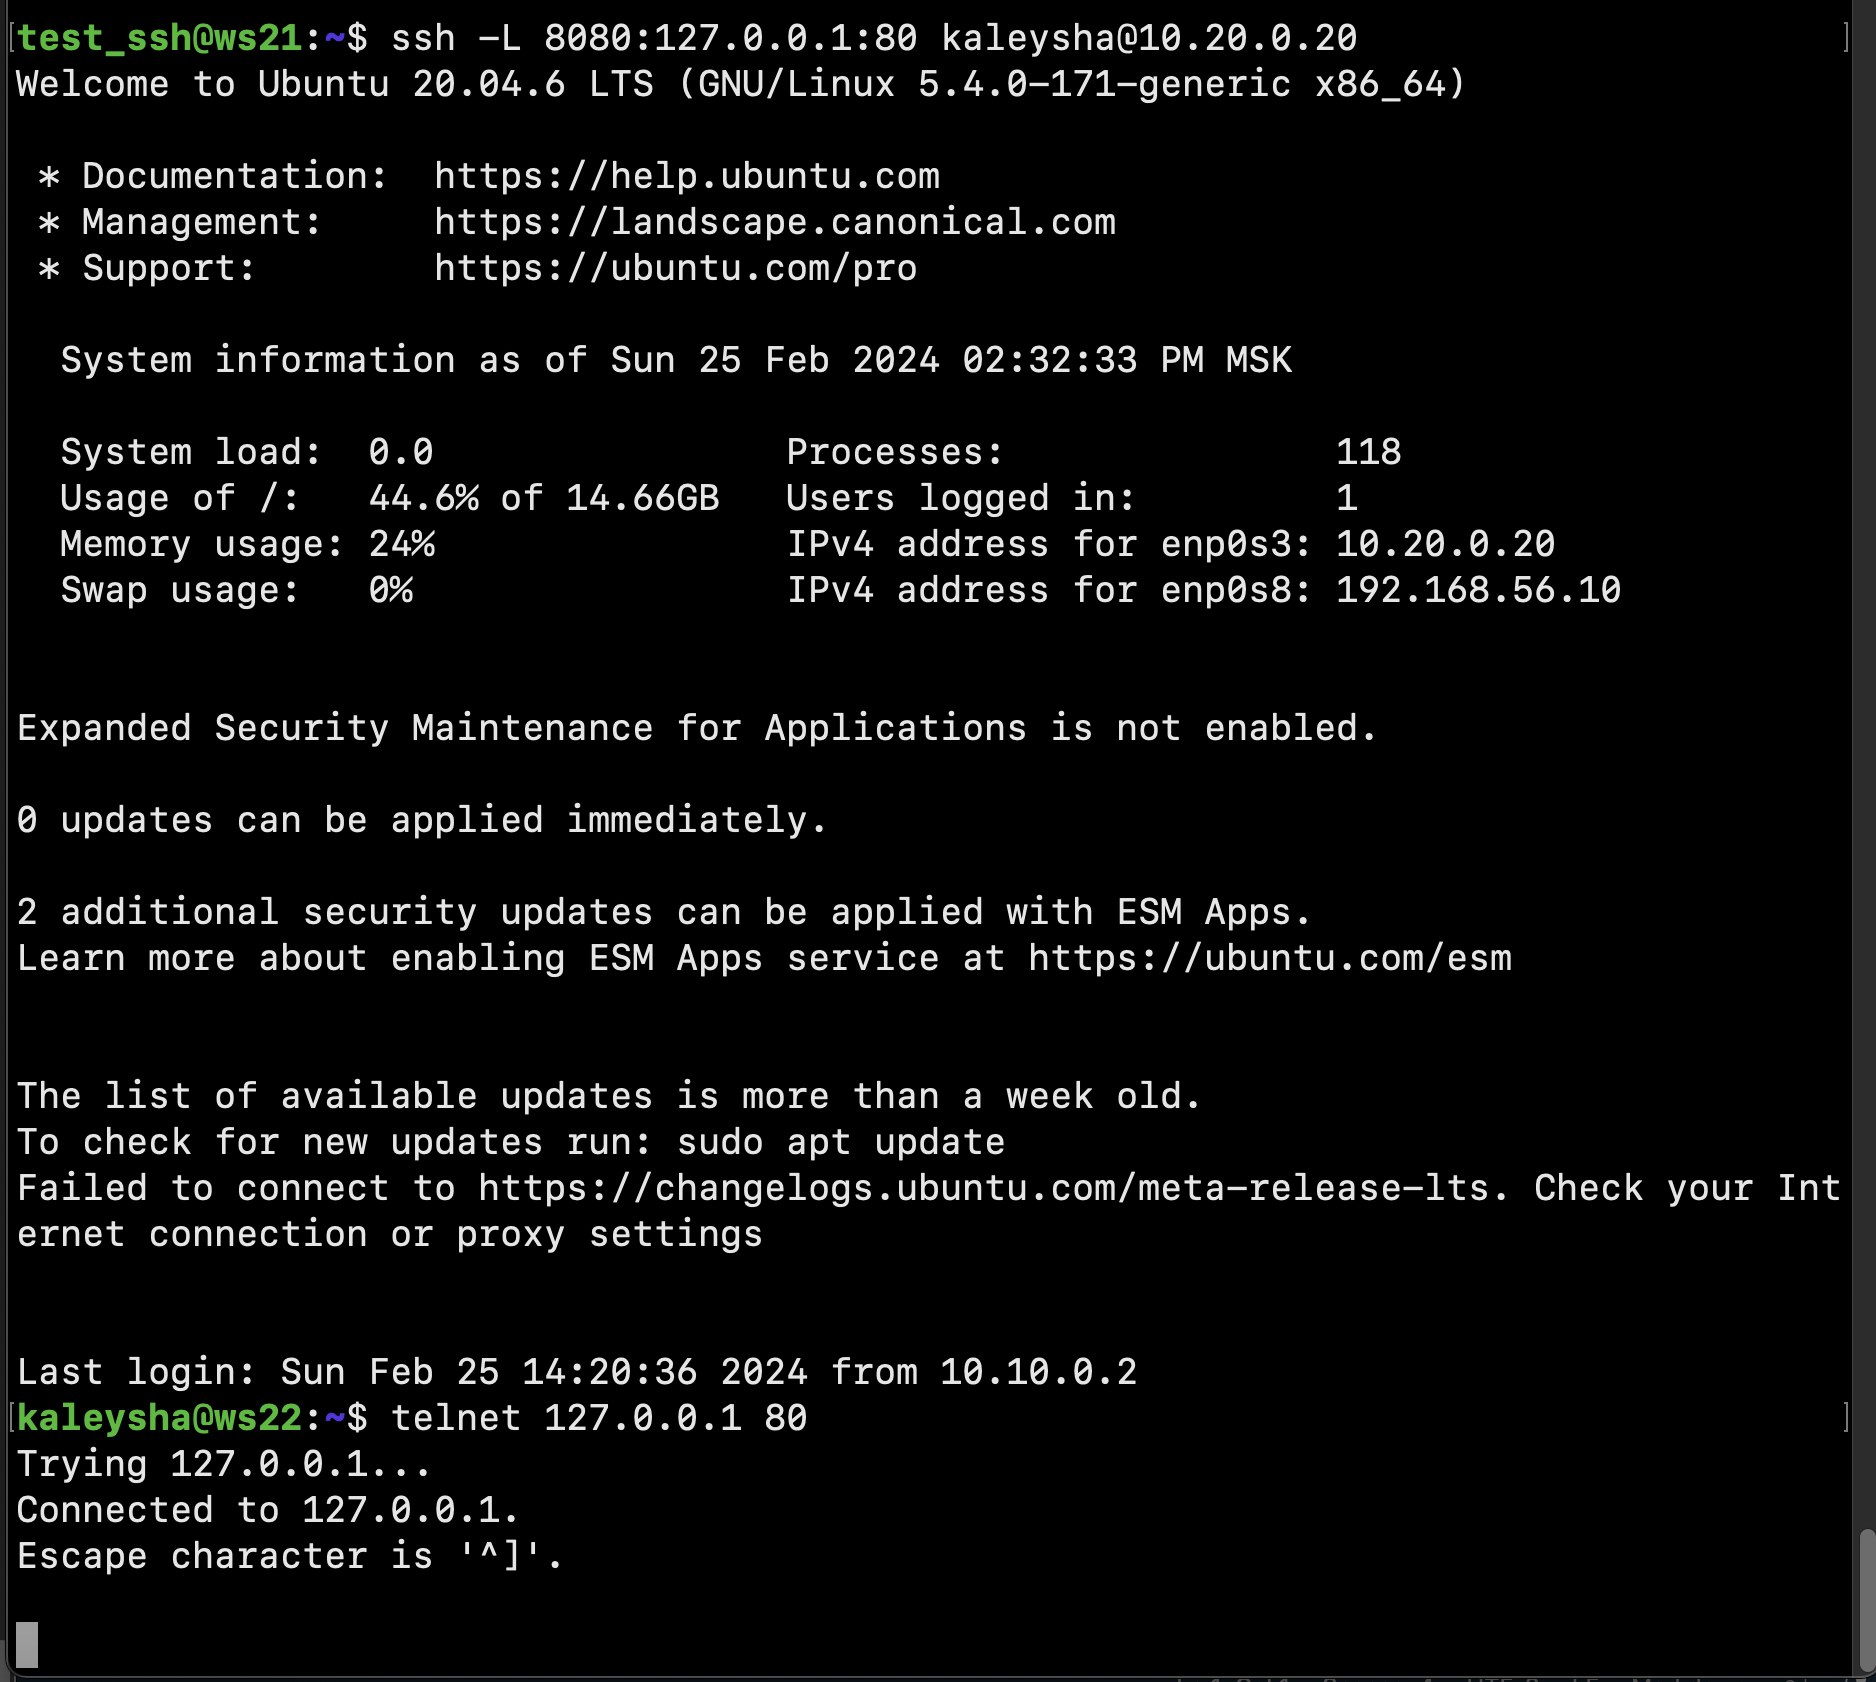 [test_ssh@ws21:~$ ssh -L 8080:127.0.0.1:80 kaleysha@10.20.0.20 ]
Welcome to Ubuntu 20.04.6 LTS (GNU/Linux 5.4.0-171-generic x86_64)
* Documentation: https://help.ubuntu.com
* Management: https://landscape.canonical.com
* Support: https://ubuntu.com/pro
System information as of Sun 25 Feb 2024 02:32:33 PM MSK
System load: 0.0 Processes: 118
Usage of /: 44.6% of 14.66GB Users logged in: 1
Memory usage: 24% IPv4 address for enp0s3: 10.20.0.20
Swap usage: 0% IPv4 address for enp0s8: 192.168.56.10
Expanded Security Maintenance for Applications is not enabled.
0 updates can be applied immediately.
2 additional security updates can be applied with ESM Apps.
Learn more about enabling ESM Apps service at https://ubuntu.com/esm
The list of available updates is more than a week old.
To check for new updates run: sudo apt update
Failed to connect to https://changelogs.ubuntu.com/meta-release-lts. Check your Int
ernet connection or proxy settings
Last login: Sun Feb 25 14:20:36 2024 from 10.10.0.2
[kaleysha@ws22:~$ telnet 127.0.0.1 80 ]
Trying 127.0.0.1...
Connected to 127.0.0.1.
Escape character is '^]'.